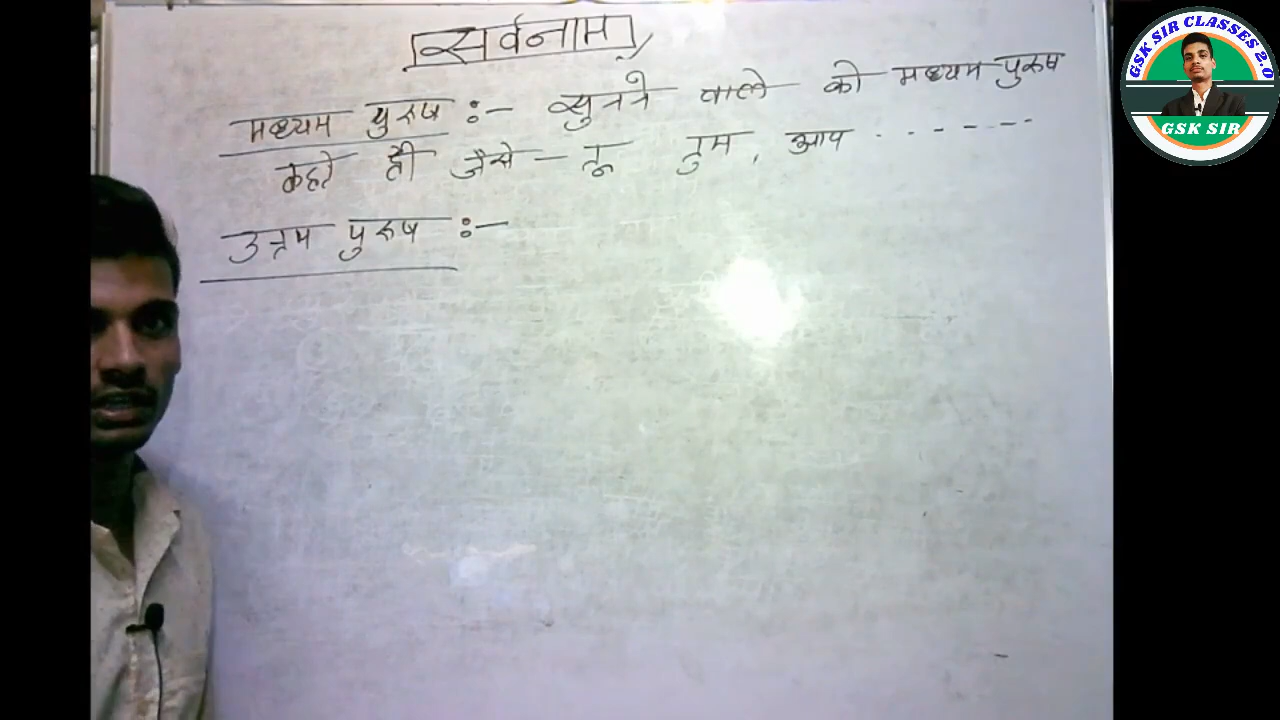 सर्वनाम
मध्यम पुरुष :- सुनने वाले को मध्यम पुरुष
कहते हैं जैसे - तू तुम, आप . . - - - -
उत्तम पुरुष :-
GSK SIR CLASSES 2.0
GSK SIR